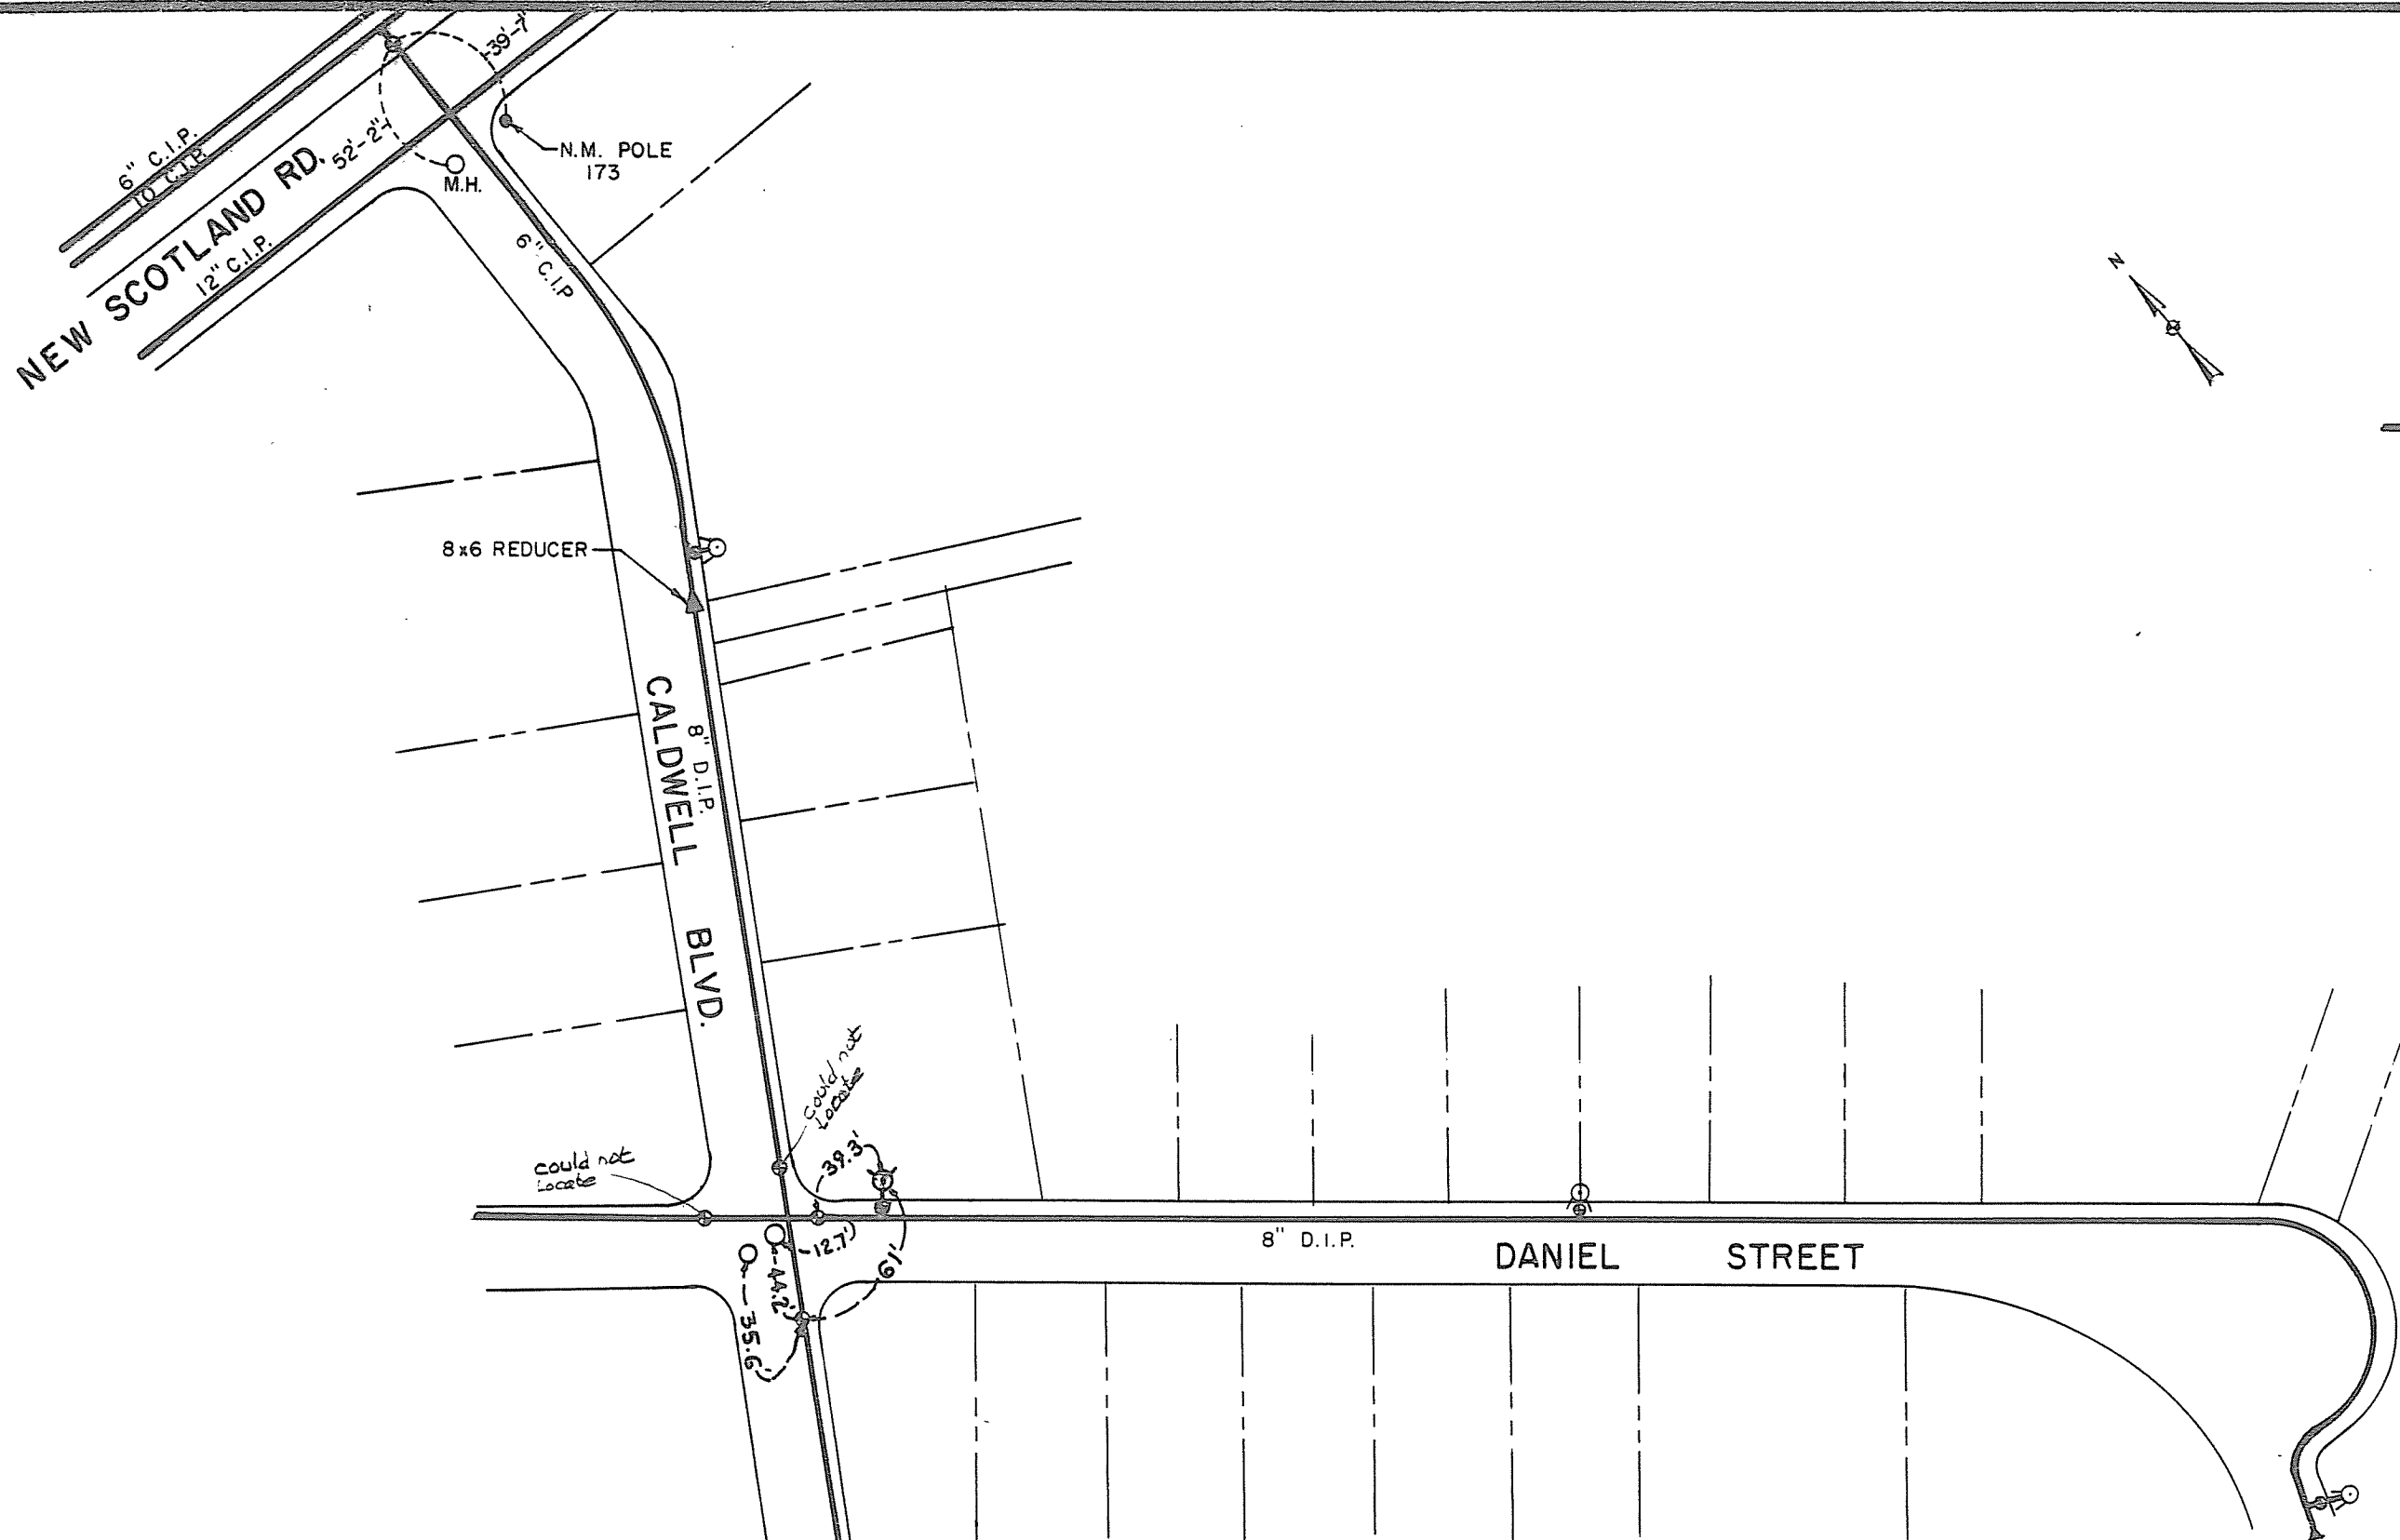 39'-7"
N.M. POLE
173
52'-2"
M.H.
6" C.I.P.
10 C.I.P.
NEW SCOTLAND RD.
12" C.I.P.
6" C.I.P
N
8x6 REDUCER
8" D.I.P.
CALDWELL BLVD.
could not
Locate
could not
Locate
39.3'
12.7'
44.2'
35.6'
61'
8" D.I.P.
DANIEL STREET